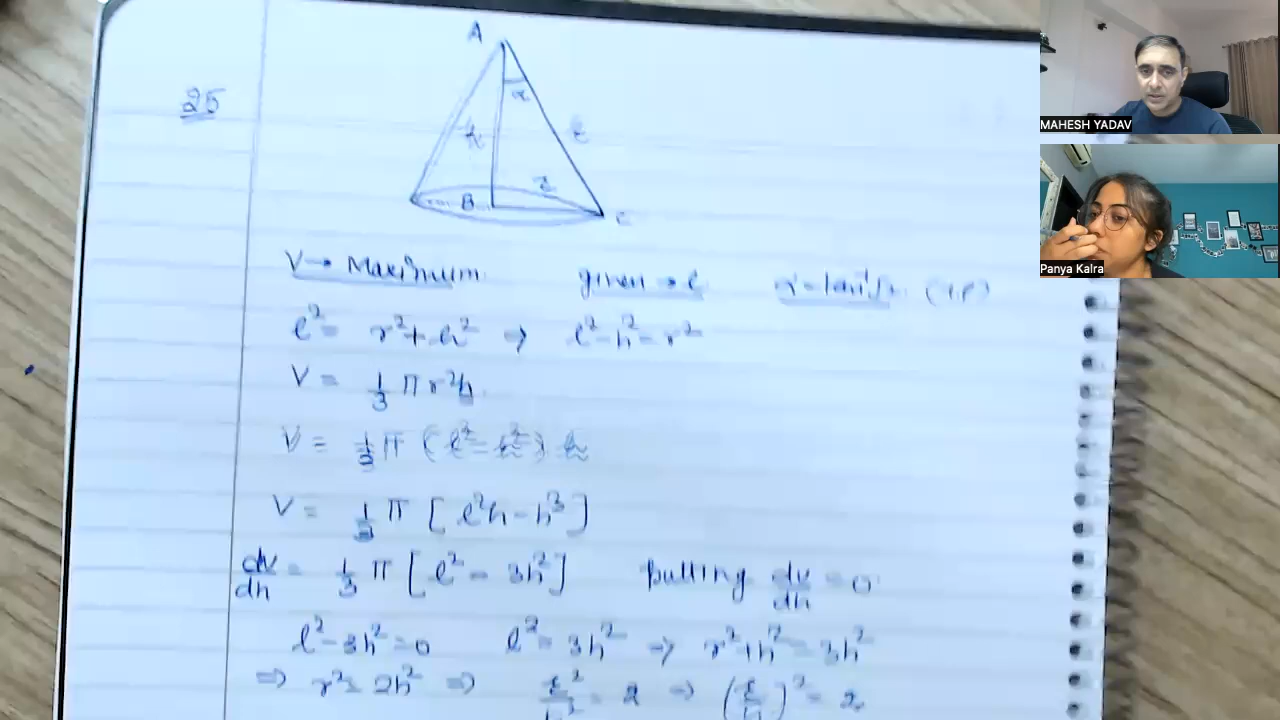 25
A
α
h
l
r
B
C
V → Maximum given → l α = tan⁻¹√2 (T.P)
l² = r² + h² ⇒ l² - h² = r²
V = 1/3 π r²h
V = 1/3 π (l² - h²) h
V = 1/3 π [l²h - h³]
dv/dh = 1/3 π [l² - 3h²] Putting dv/dh = 0
l² - 3h² = 0 l² = 3h² → r² + h² = 3h²
⇒ r² = 2h² ⇒ r²/h² = 2 → (r/h)² = 2
MAHESH YADAV
Panya Kalra